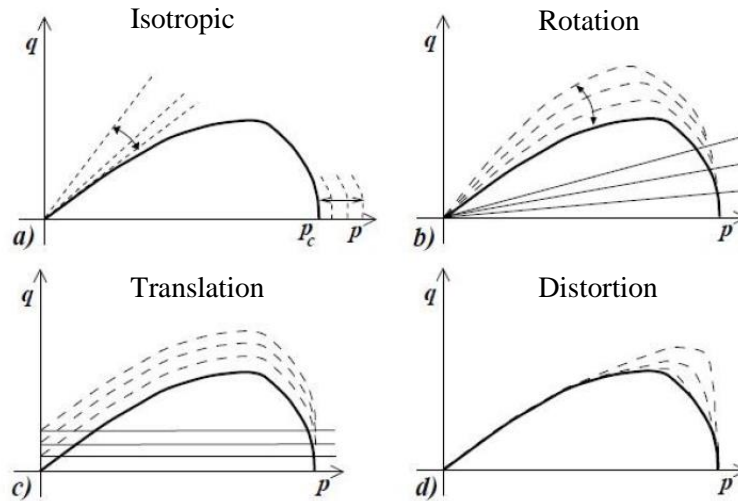 Isotropic
q
p_c
p
a)
Rotation
q
p
b)
Translation
q
p
c)
Distortion
q
p
d)